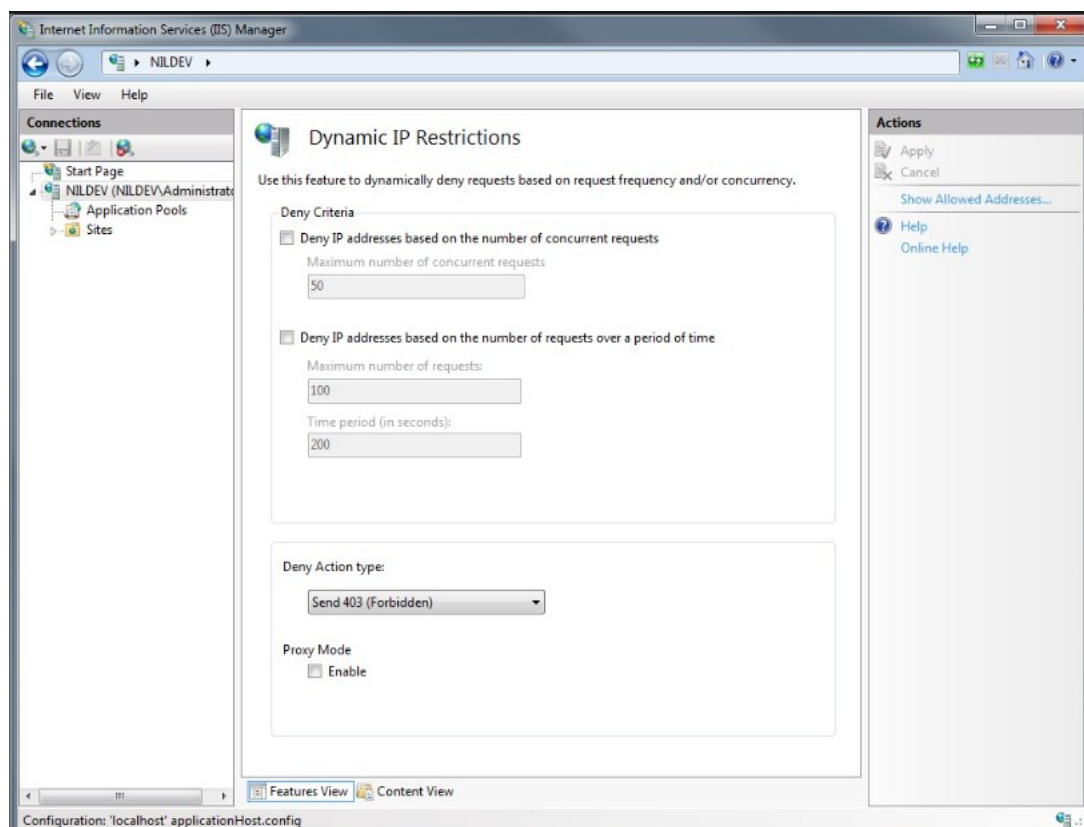 Internet Information Services (IIS) Manager
NILDEV
File View Help
Connections
Start Page
NILDEV (NILDEV\Administrato
Application Pools
Sites
Dynamic IP Restrictions
Use this feature to dynamically deny requests based on request frequency and/or concurrency.
Deny Criteria
Deny IP addresses based on the number of concurrent requests
Maximum number of concurrent requests
50
Deny IP addresses based on the number of requests over a period of time
Maximum number of requests:
100
Time period (in seconds):
200
Deny Action type:
Send 403 (Forbidden)
Proxy Mode
Enable
Features View Content View
Actions
Apply
Cancel
Show Allowed Addresses...
Help
Online Help
Configuration: 'localhost' applicationHost.config